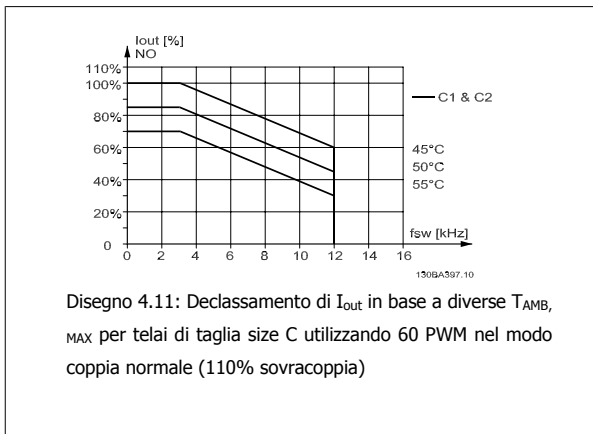 Iout [%]
NO
110%
100%
80%
60%
40%
20%
0
0 2 4 6 8 10 12 14 16
fsw [kHz]
C1 & C2
45°C
50°C
55°C
130BA397.10
Disegno 4.11: Declassamento di Iout in base a diverse TAMB,
MAX per telai di taglia size C utilizzando 60 PWM nel modo
coppia normale (110% sovracoppia)